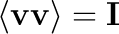 ⟨𝐯𝐯⟩ = 𝐈